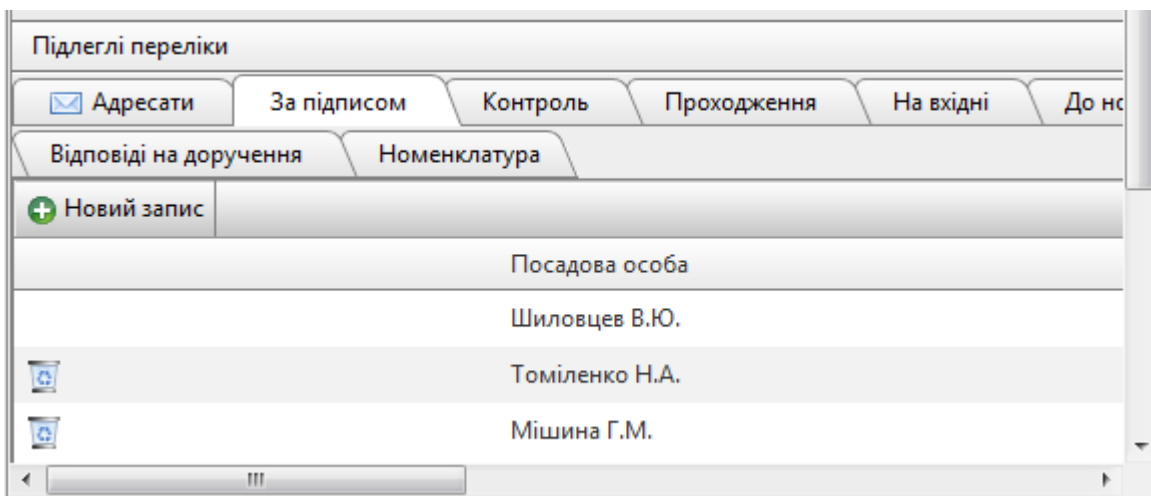 Підлеглі переліки
Адресати За підписом Контроль Проходження На вхідні До
Відповіді на доручення Номенклатура
Новий запис
Посадова особа
Шиловцев В.Ю.
Томіленко Н.А.
Мішина Г.М.